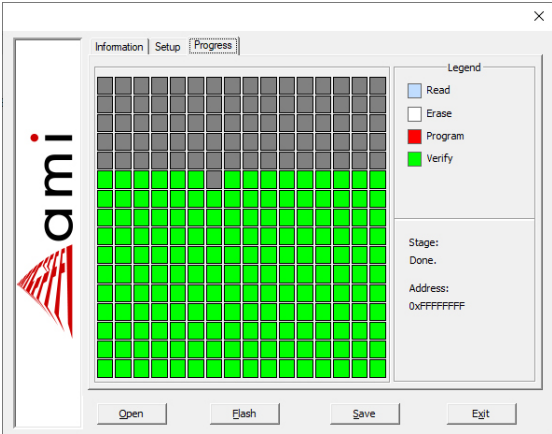 Information
Setup
Progress
ami
Legend
Read
Erase
Program
Verify
Stage:
Done.
Address:
0xFFFFFFFF
Open
Flash
Save
Exit